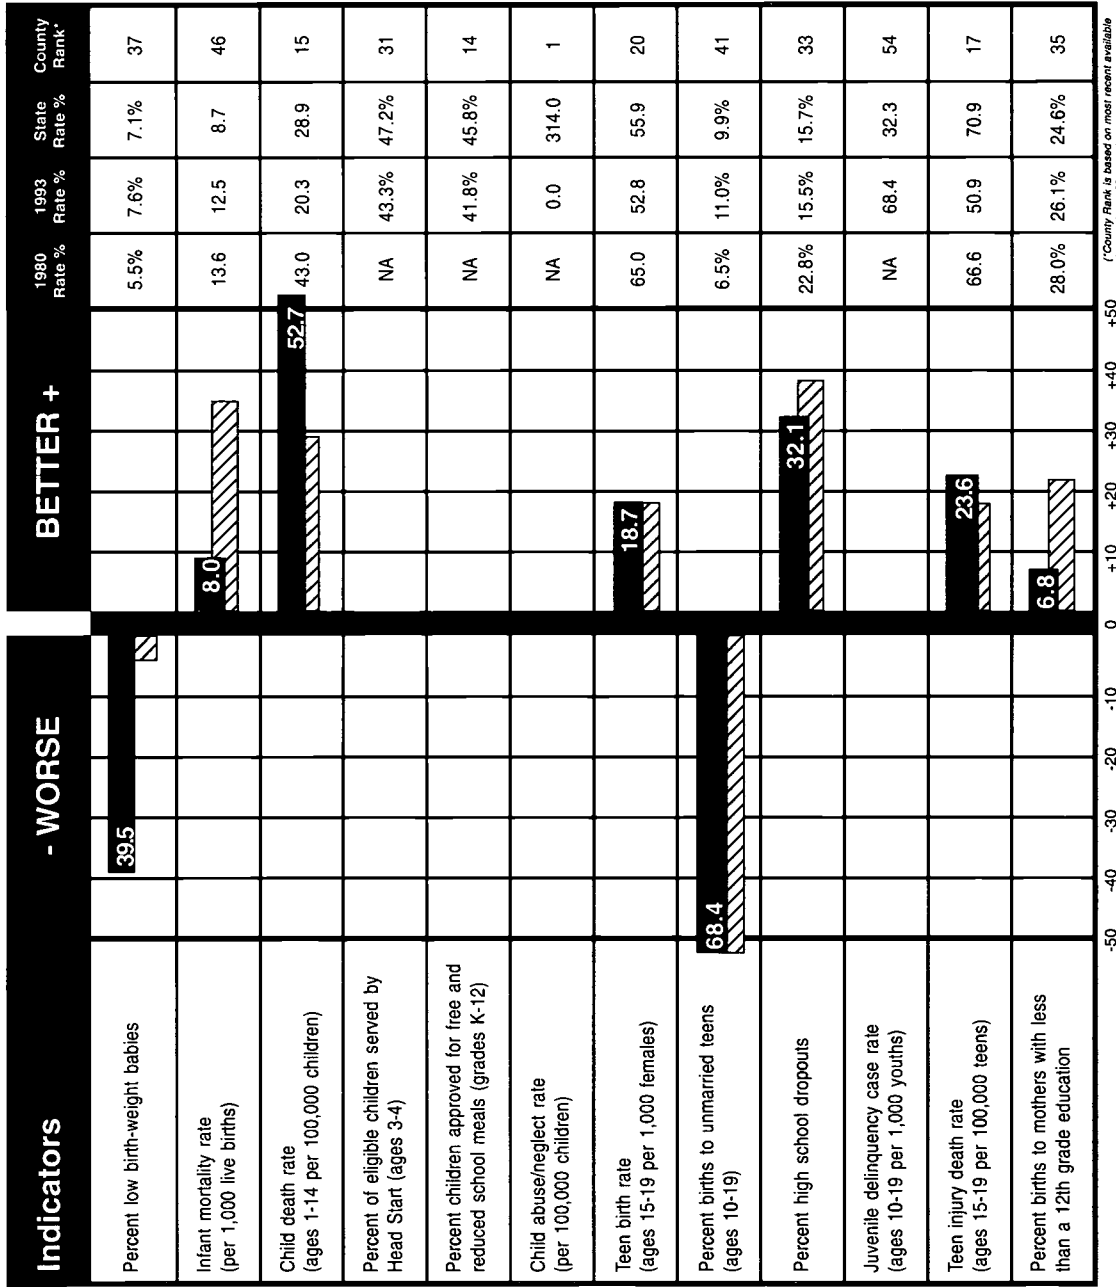 Indicators - WORSE BETTER + 1980 Rate % 1993 Rate % State Rate % County Rank*
Percent low birth-weight babies 39.5 5.5% 7.6% 7.1% 37
Infant mortality rate
(per 1,000 live births) 8.0 13.6 12.5 8.7 46
Child death rate
(ages 1-14 per 100,000 children) 52.7 43.0 20.3 28.9 15
Percent of eligible children served by
Head Start (ages 3-4) NA 43.3% 47.2% 31
Percent children approved for free and
reduced school meals (grades K-12) NA 41.8% 45.8% 14
Child abuse/neglect rate
(per 100,000 children) NA 0.0 314.0 1
Teen birth rate
(ages 15-19 per 1,000 females) 18.7 65.0 52.8 55.9 20
Percent births to unmarried teens
(ages 10-19) 68.4 6.5% 11.0% 9.9% 41
Percent high school dropouts 32.1 22.8% 15.5% 15.7% 33
Juvenile delinquency case rate
(ages 10-19 per 1,000 youths) NA 68.4 32.3 54
Teen injury death rate
(ages 15-19 per 100,000 teens) 23.6 66.6 50.9 70.9 17
Percent births to mothers with less
than a 12th grade education 6.8 28.0% 26.1% 24.6% 35
-50 -40 -30 -20 -10 0 +10 +20 +30 +40 +50
(*County Rank is based on most recent available